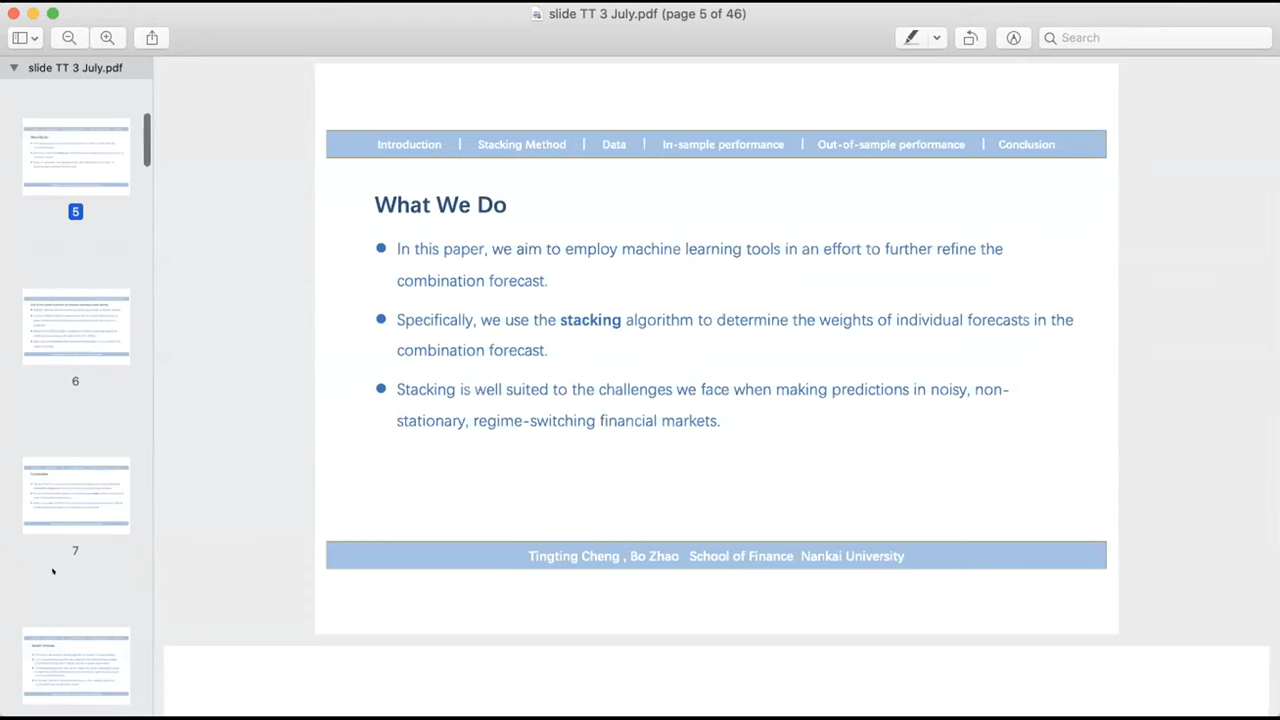 slide TT 3 July.pdf (page 5 of 46)
Search
slide TT 3 July.pdf
5
6
7
Introduction | Stacking Method | Data | In-sample performance | Out-of-sample performance | Conclusion
What We Do
In this paper, we aim to employ machine learning tools in an effort to further refine the
combination forecast.
Specifically, we use the stacking algorithm to determine the weights of individual forecasts in the
combination forecast.
Stacking is well suited to the challenges we face when making predictions in noisy, non-
stationary, regime-switching financial markets.
Tingting Cheng , Bo Zhao School of Finance Nankai University